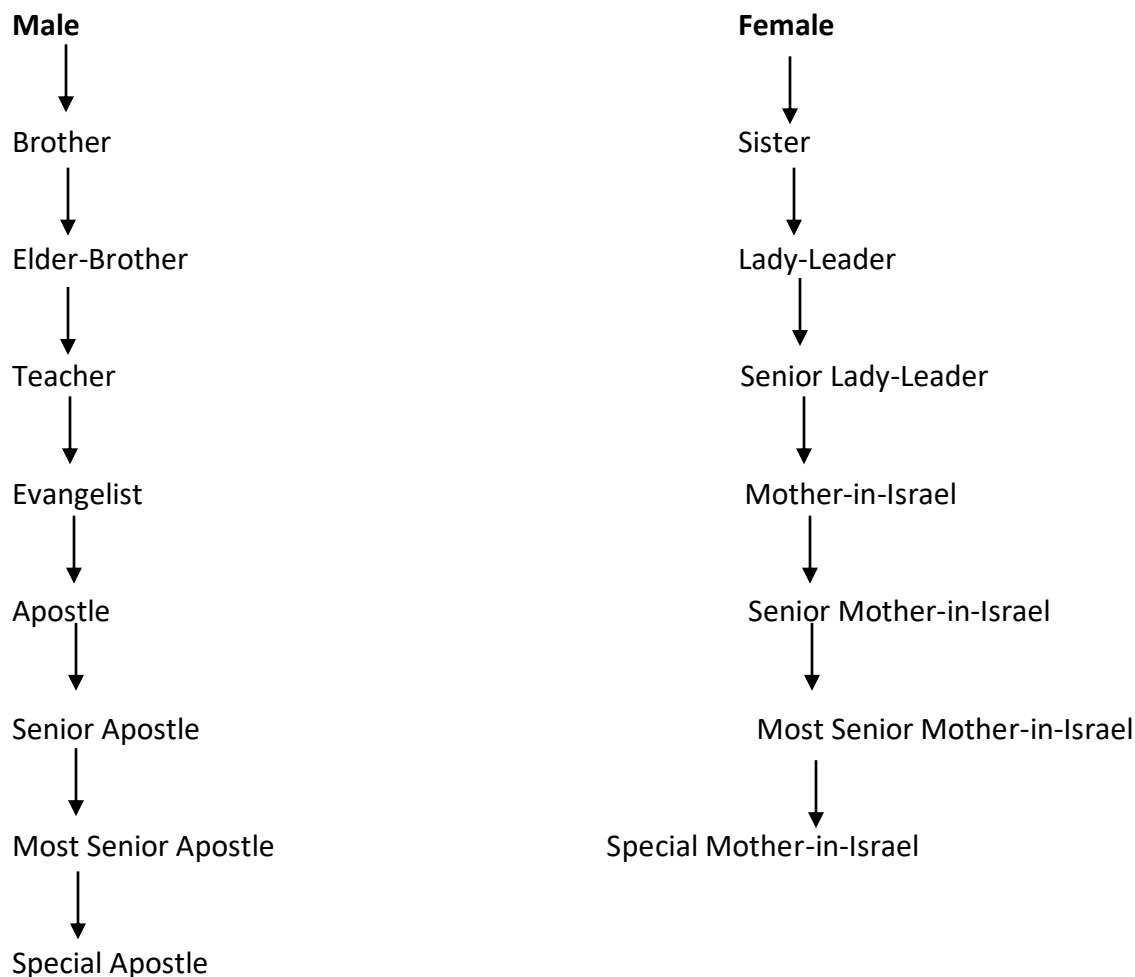 Male Female
Brother Sister
Elder-Brother Lady-Leader
Teacher Senior Lady-Leader
Evangelist Mother-in-Israel
Apostle Senior Mother-in-Israel
Senior Apostle Most Senior Mother-in-Israel
Most Senior Apostle Special Mother-in-Israel
Special Apostle